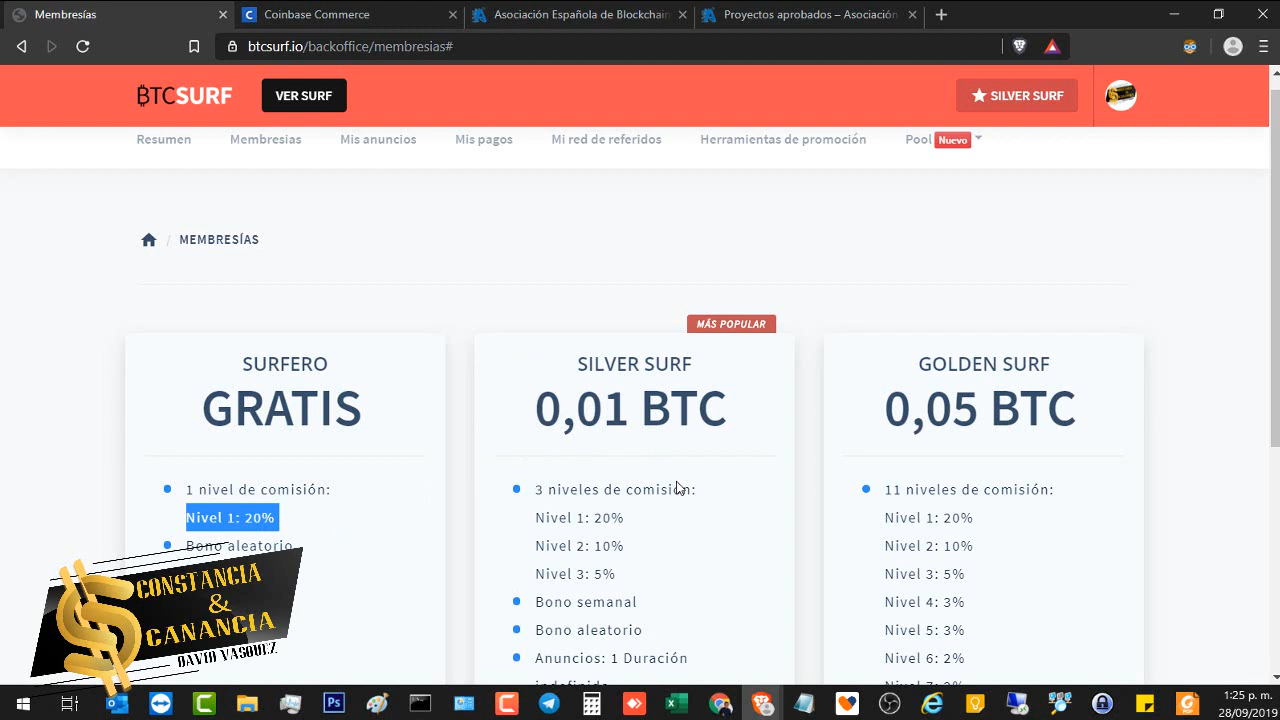 Membresías
Coinbase Commerce
Asociación Española de Blockchain
Proyectos aprobados – Asociación
btcsurf.io/backoffice/membresias#
BTCSURF
VER SURF
SILVER SURF
Resumen
Membresias
Mis anuncios
Mis pagos
Mi red de referidos
Herramientas de promoción
Pool Nuevo
/ MEMBRESÍAS
SURFERO
GRATIS
1 nivel de comisión:
Nivel 1: 20%
Bono aleatorio
MÁS POPULAR
SILVER SURF
0,01 BTC
3 niveles de comisión:
Nivel 1: 20%
Nivel 2: 10%
Nivel 3: 5%
Bono semanal
Bono aleatorio
Anuncios: 1 Duración
indefinida
GOLDEN SURF
0,05 BTC
11 niveles de comisión:
Nivel 1: 20%
Nivel 2: 10%
Nivel 3: 5%
Nivel 4: 3%
Nivel 5: 3%
Nivel 6: 2%
CONSTANCIA
&
GANANCIA
DAVID VASQUEZ
1:25 p. m.
28/09/2019